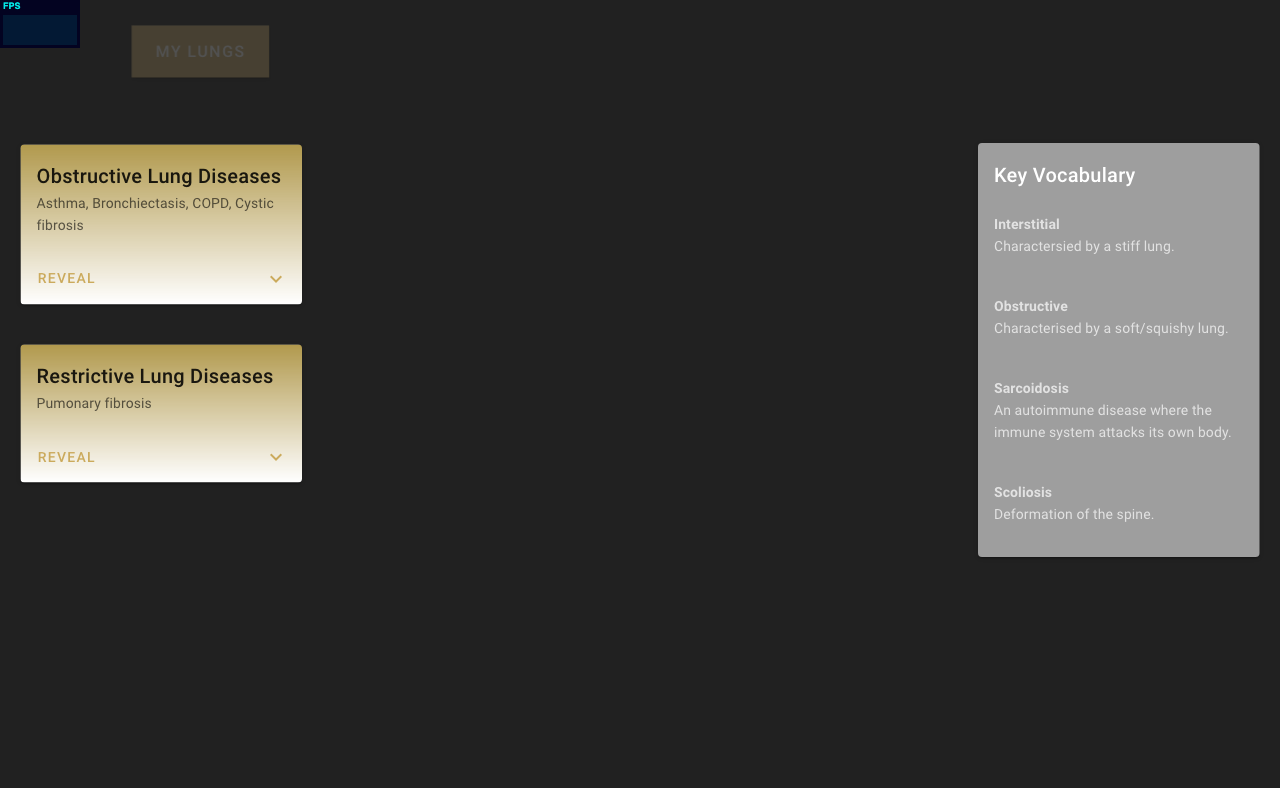 FPS
MY LUNGS
Obstructive Lung Diseases
Asthma, Bronchiectasis, COPD, Cystic
fibrosis
REVEAL
Restrictive Lung Diseases
Pumonary fibrosis
REVEAL
Key Vocabulary
Interstitial
Charactersied by a stiff lung.
Obstructive
Characterised by a soft/squishy lung.
Sarcoidosis
An autoimmune disease where the
immune system attacks its own body.
Scoliosis
Deformation of the spine.